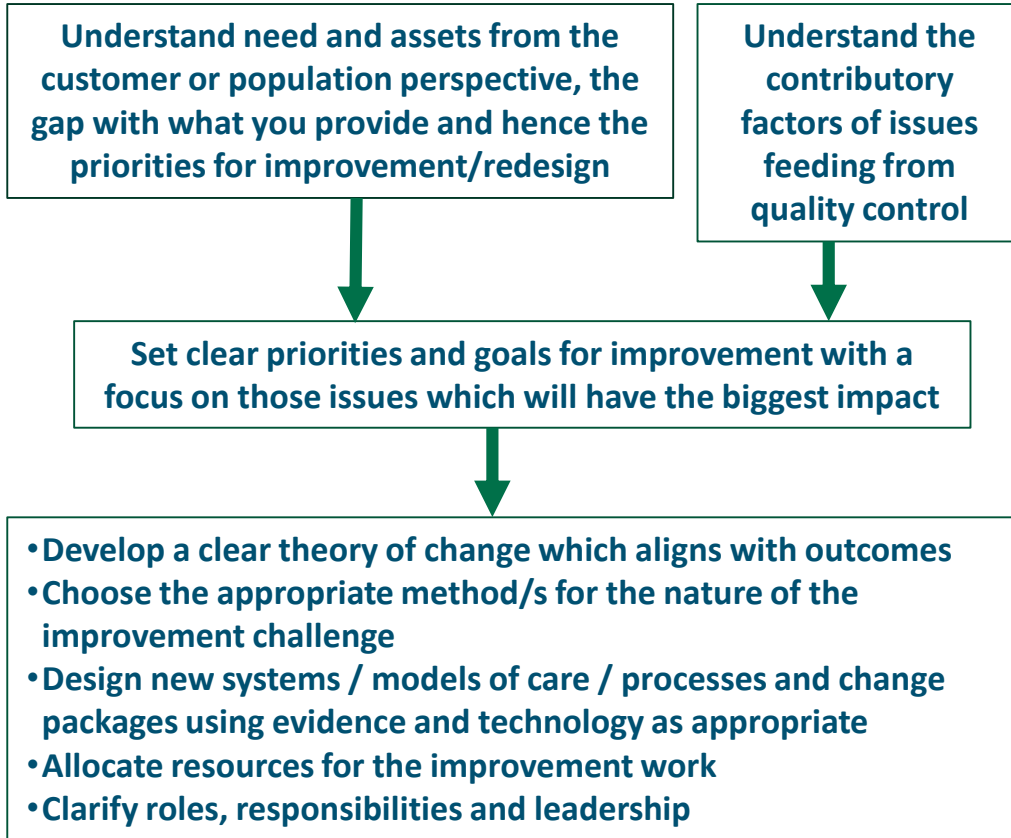 Understand need and assets from the
customer or population perspective, the
gap with what you provide and hence the
priorities for improvement/redesign
Understand the
contributory
factors of issues
feeding from
quality control
Set clear priorities and goals for improvement with a
focus on those issues which will have the biggest impact
•Develop a clear theory of change which aligns with outcomes
•Choose the appropriate method/s for the nature of the
improvement challenge
•Design new systems / models of care / processes and change
packages using evidence and technology as appropriate
•Allocate resources for the improvement work
•Clarify roles, responsibilities and leadership